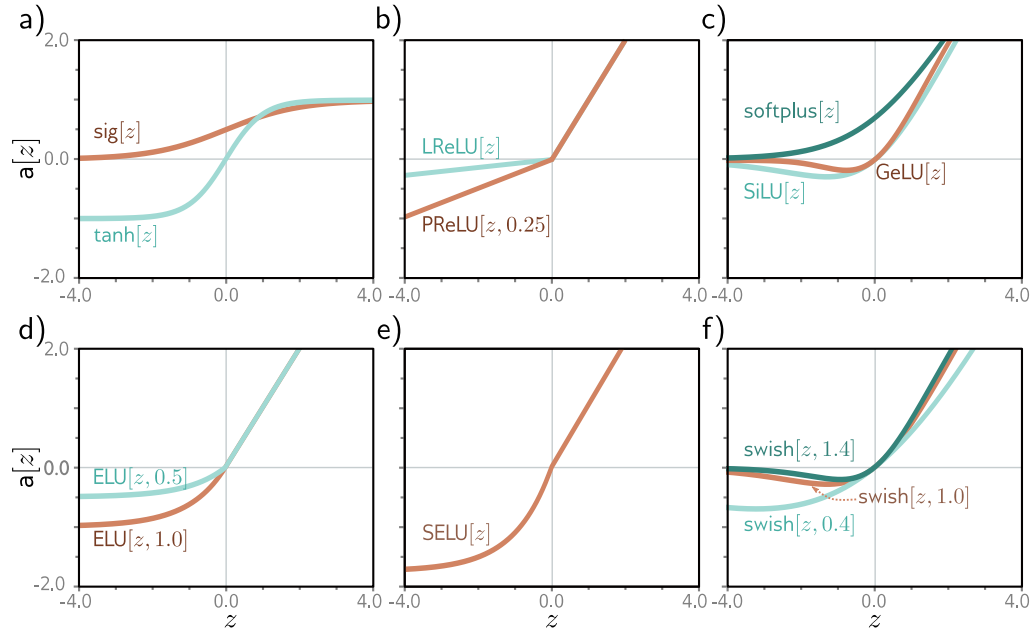 a)
b)
c)
2.0
0.0
-2.0
a[z]
sig[z]
tanh[z]
-4.0 0.0 4.0
LReLU[z]
PReLU[z, 0.25]
-4.0 0.0 4.0
softplus[z]
GeLU[z]
SiLU[z]
-4.0 0.0 4.0
d)
e)
f)
2.0
0.0
-2.0
a[z]
ELU[z, 0.5]
ELU[z, 1.0]
-4.0 0.0 4.0
z
SELU[z]
-4.0 0.0 4.0
z
swish[z, 1.4]
swish[z, 1.0]
swish[z, 0.4]
-4.0 0.0 4.0
z